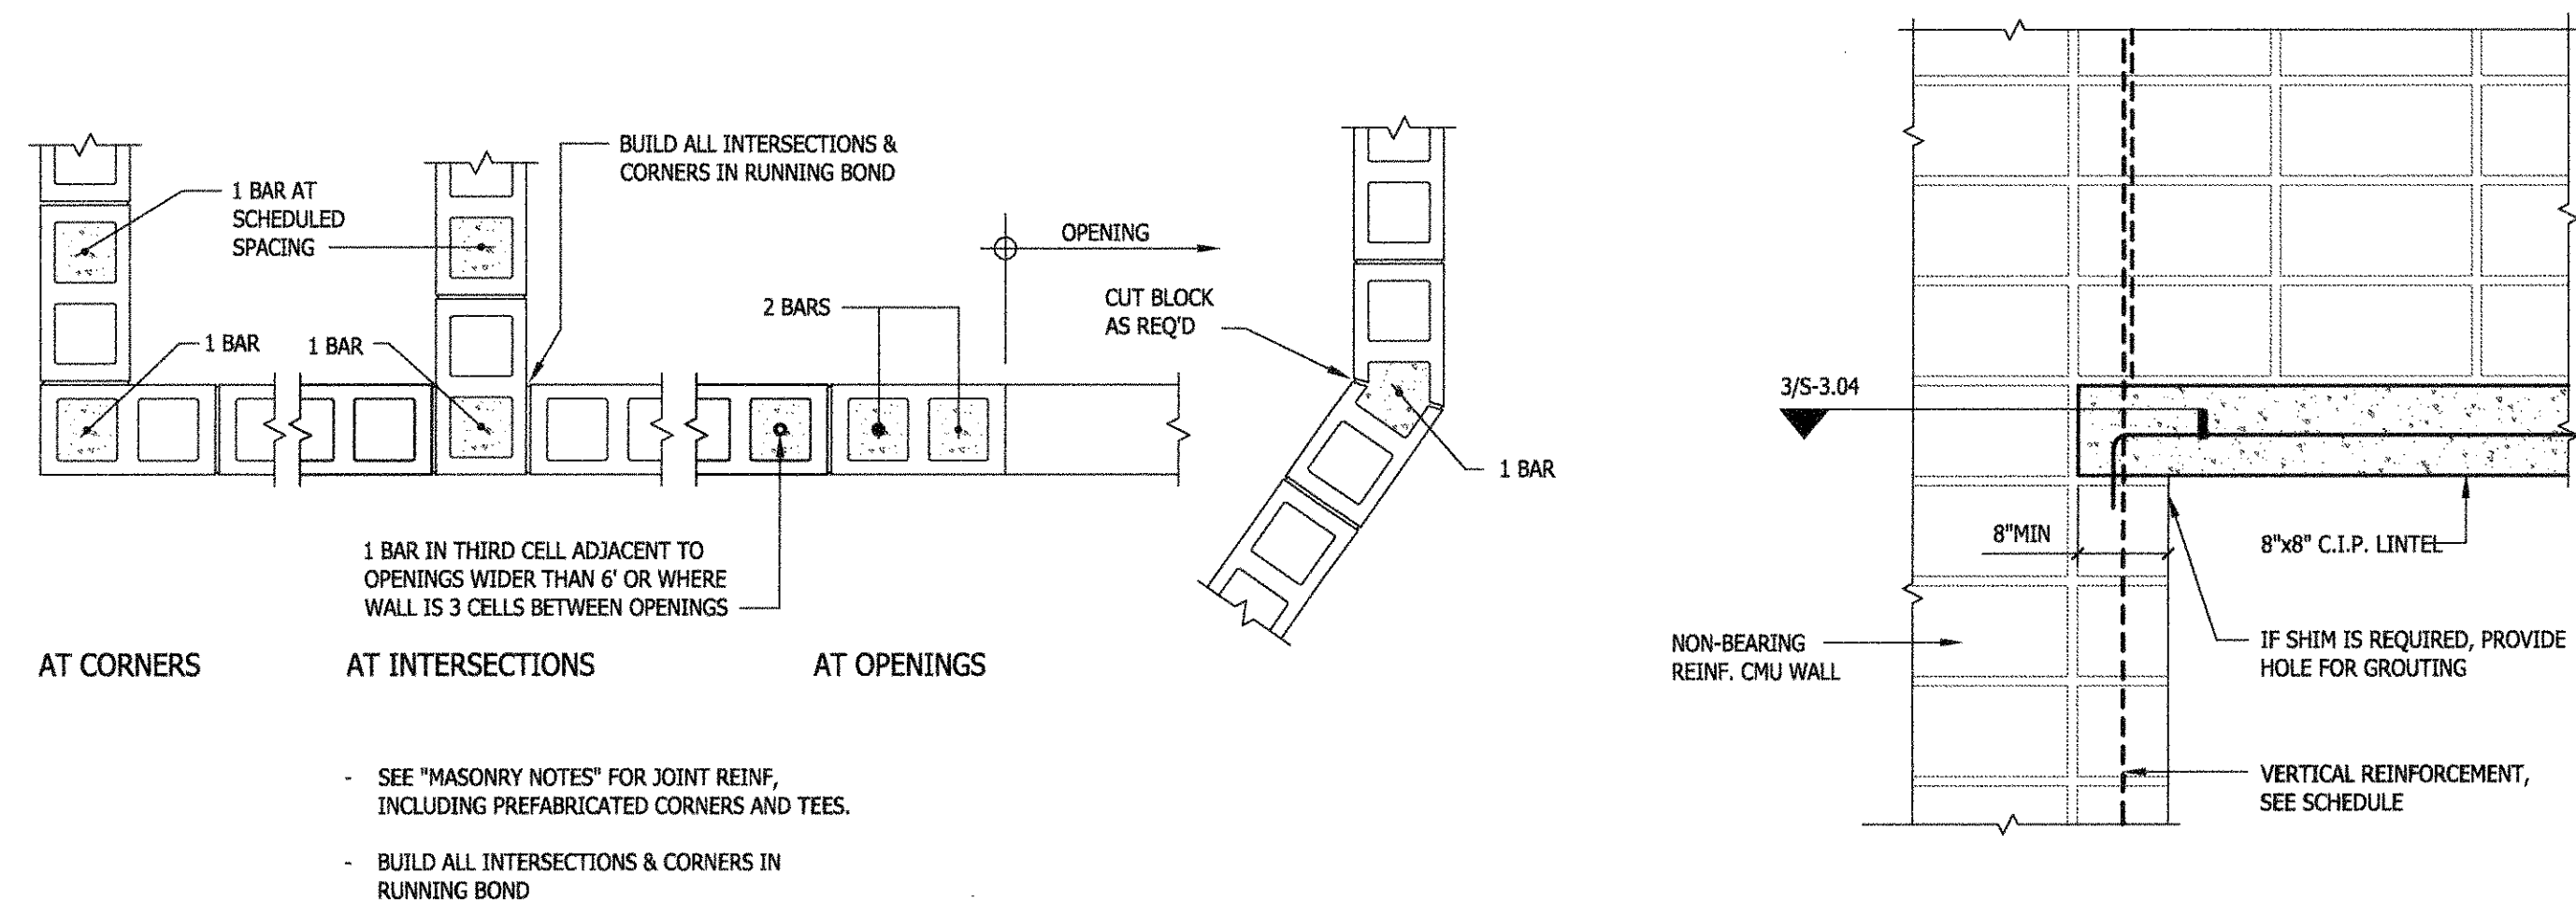 1 BAR AT
SCHEDULED
SPACING
BUILD ALL INTERSECTIONS &
CORNERS IN RUNNING BOND
OPENING
2 BARS
CUT BLOCK
AS REQ'D
1 BAR
1 BAR
1 BAR
1 BAR IN THIRD CELL ADJACENT TO
OPENINGS WIDER THAN 6' OR WHERE
WALL IS 3 CELLS BETWEEN OPENINGS
AT CORNERS
AT INTERSECTIONS
AT OPENINGS
- SEE "MASONRY NOTES" FOR JOINT REINF,
INCLUDING PREFABRICATED CORNERS AND TEES.
- BUILD ALL INTERSECTIONS & CORNERS IN
RUNNING BOND
3/S-3.04
8"MIN
8"x8" C.I.P. LINTEL
NON-BEARING
REINF. CMU WALL
IF SHIM IS REQUIRED, PROVIDE
HOLE FOR GROUTING
VERTICAL REINFORCEMENT,
SEE SCHEDULE